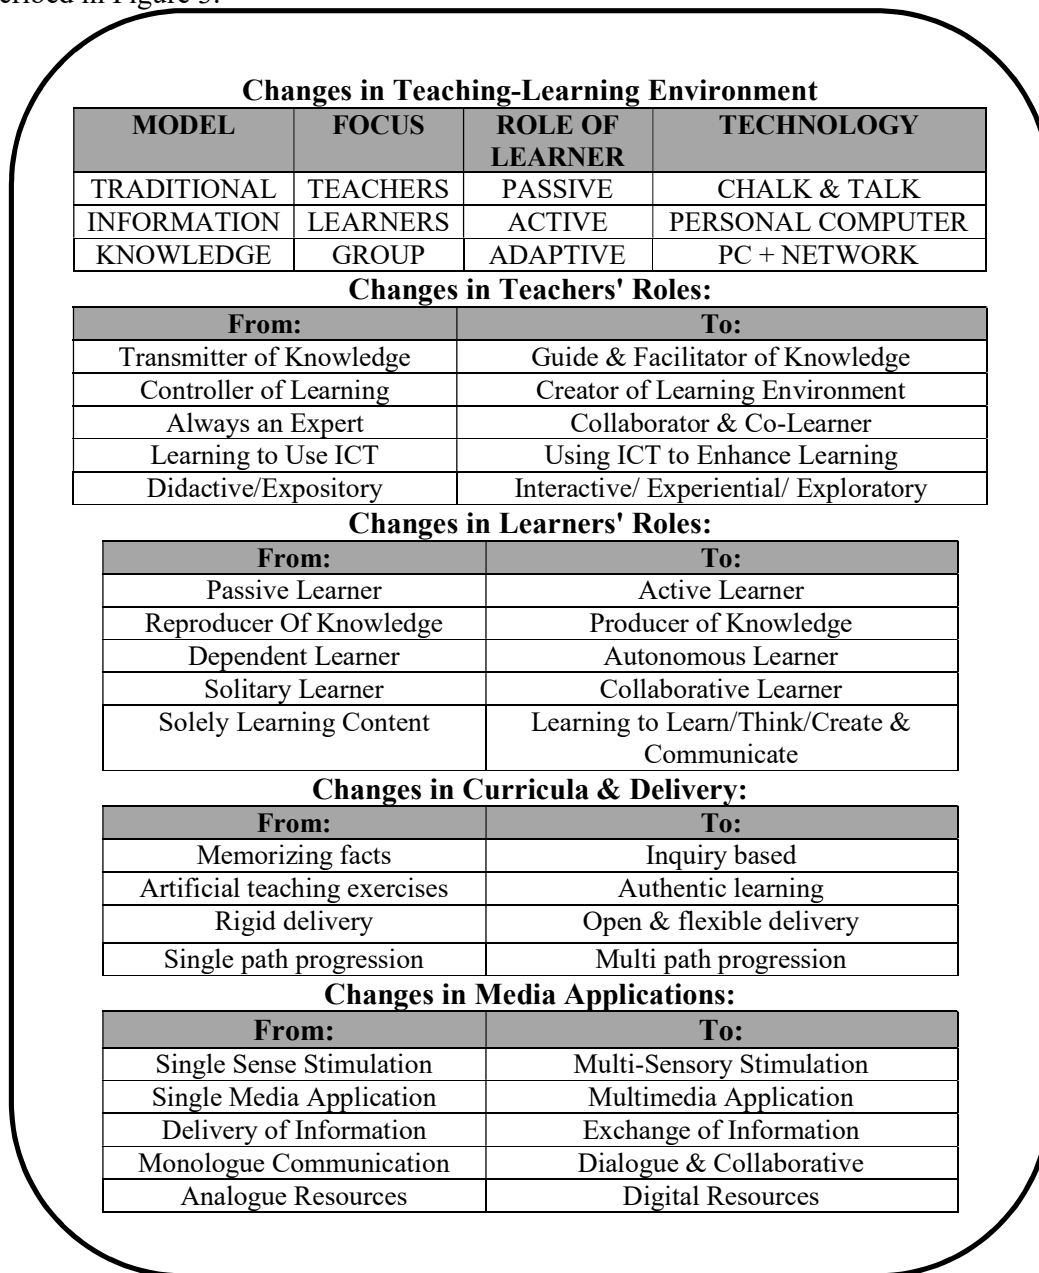 Changes in Teaching-Learning Environment
MODEL FOCUS ROLE OF LEARNER TECHNOLOGY
TRADITIONAL TEACHERS PASSIVE CHALK & TALK
INFORMATION LEARNERS ACTIVE PERSONAL COMPUTER
KNOWLEDGE GROUP ADAPTIVE PC + NETWORK
Changes in Teachers' Roles:
From: To:
Transmitter of Knowledge Guide & Facilitator of Knowledge
Controller of Learning Creator of Learning Environment
Always an Expert Collaborator & Co-Learner
Learning to Use ICT Using ICT to Enhance Learning
Didactive/Expository Interactive/ Experiential/ Exploratory
Changes in Learners' Roles:
From: To:
Passive Learner Active Learner
Reproducer Of Knowledge Producer of Knowledge
Dependent Learner Autonomous Learner
Solitary Learner Collaborative Learner
Solely Learning Content Learning to Learn/Think/Create &
Communicate
Changes in Curricula & Delivery:
From: To:
Memorizing facts Inquiry based
Artificial teaching exercises Authentic learning
Rigid delivery Open & flexible delivery
Single path progression Multi path progression
Changes in Media Applications:
From: To:
Single Sense Stimulation Multi-Sensory Stimulation
Single Media Application Multimedia Application
Delivery of Information Exchange of Information
Monologue Communication Dialogue & Collaborative
Analogue Resources Digital Resources